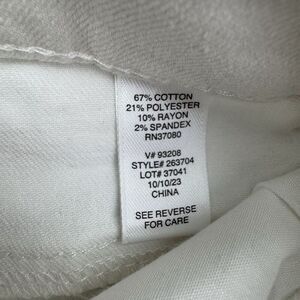 67% COTTON
21% POLYESTER
10% RAYON
2% SPANDEX
RN37080
V# 93208
STYLE# 263704
LOT# 37041
10/10/23
CHINA
SEE REVERSE
FOR CARE